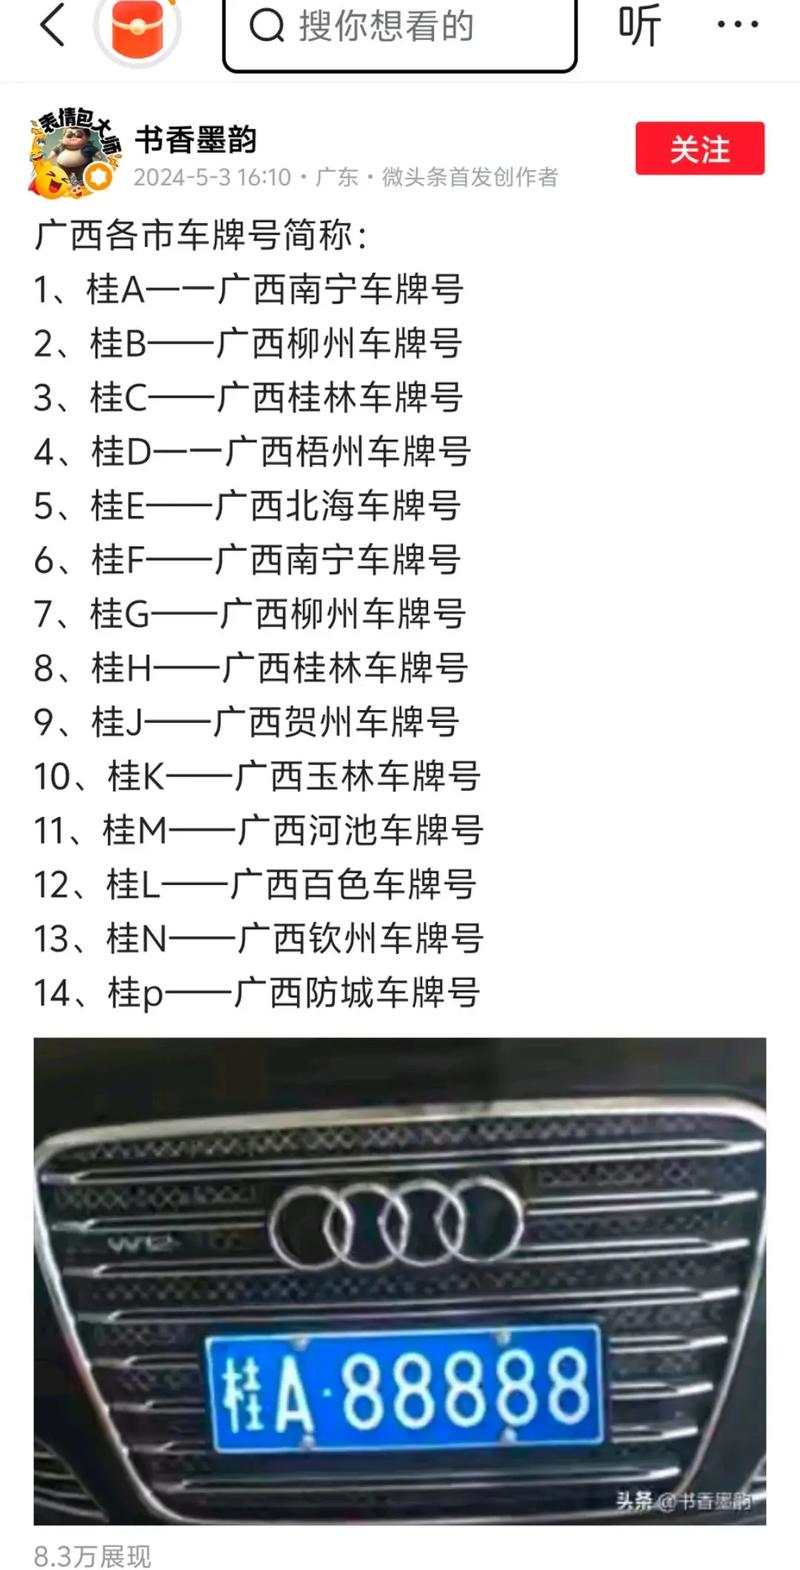 搜你想看的
听
表情包大师
书香墨韵
2024-5-3 16:10・广东・微头条首发创作者
关注
广西各市车牌号简称：
1、桂A一一广西南宁车牌号
2、桂B——广西柳州车牌号
3、桂C——广西桂林车牌号
4、桂D一一广西梧州车牌号
5、桂E——广西北海车牌号
6、桂F——广西南宁车牌号
7、桂G——广西柳州车牌号
8、桂H——广西桂林车牌号
9、桂J——广西贺州车牌号
10、桂K——广西玉林车牌号
11、桂M——广西河池车牌号
12、桂L——广西百色车牌号
13、桂N——广西钦州车牌号
14、桂p——广西防城车牌号
W12
桂A·88888
头条 @书香墨韵
8.3万展现